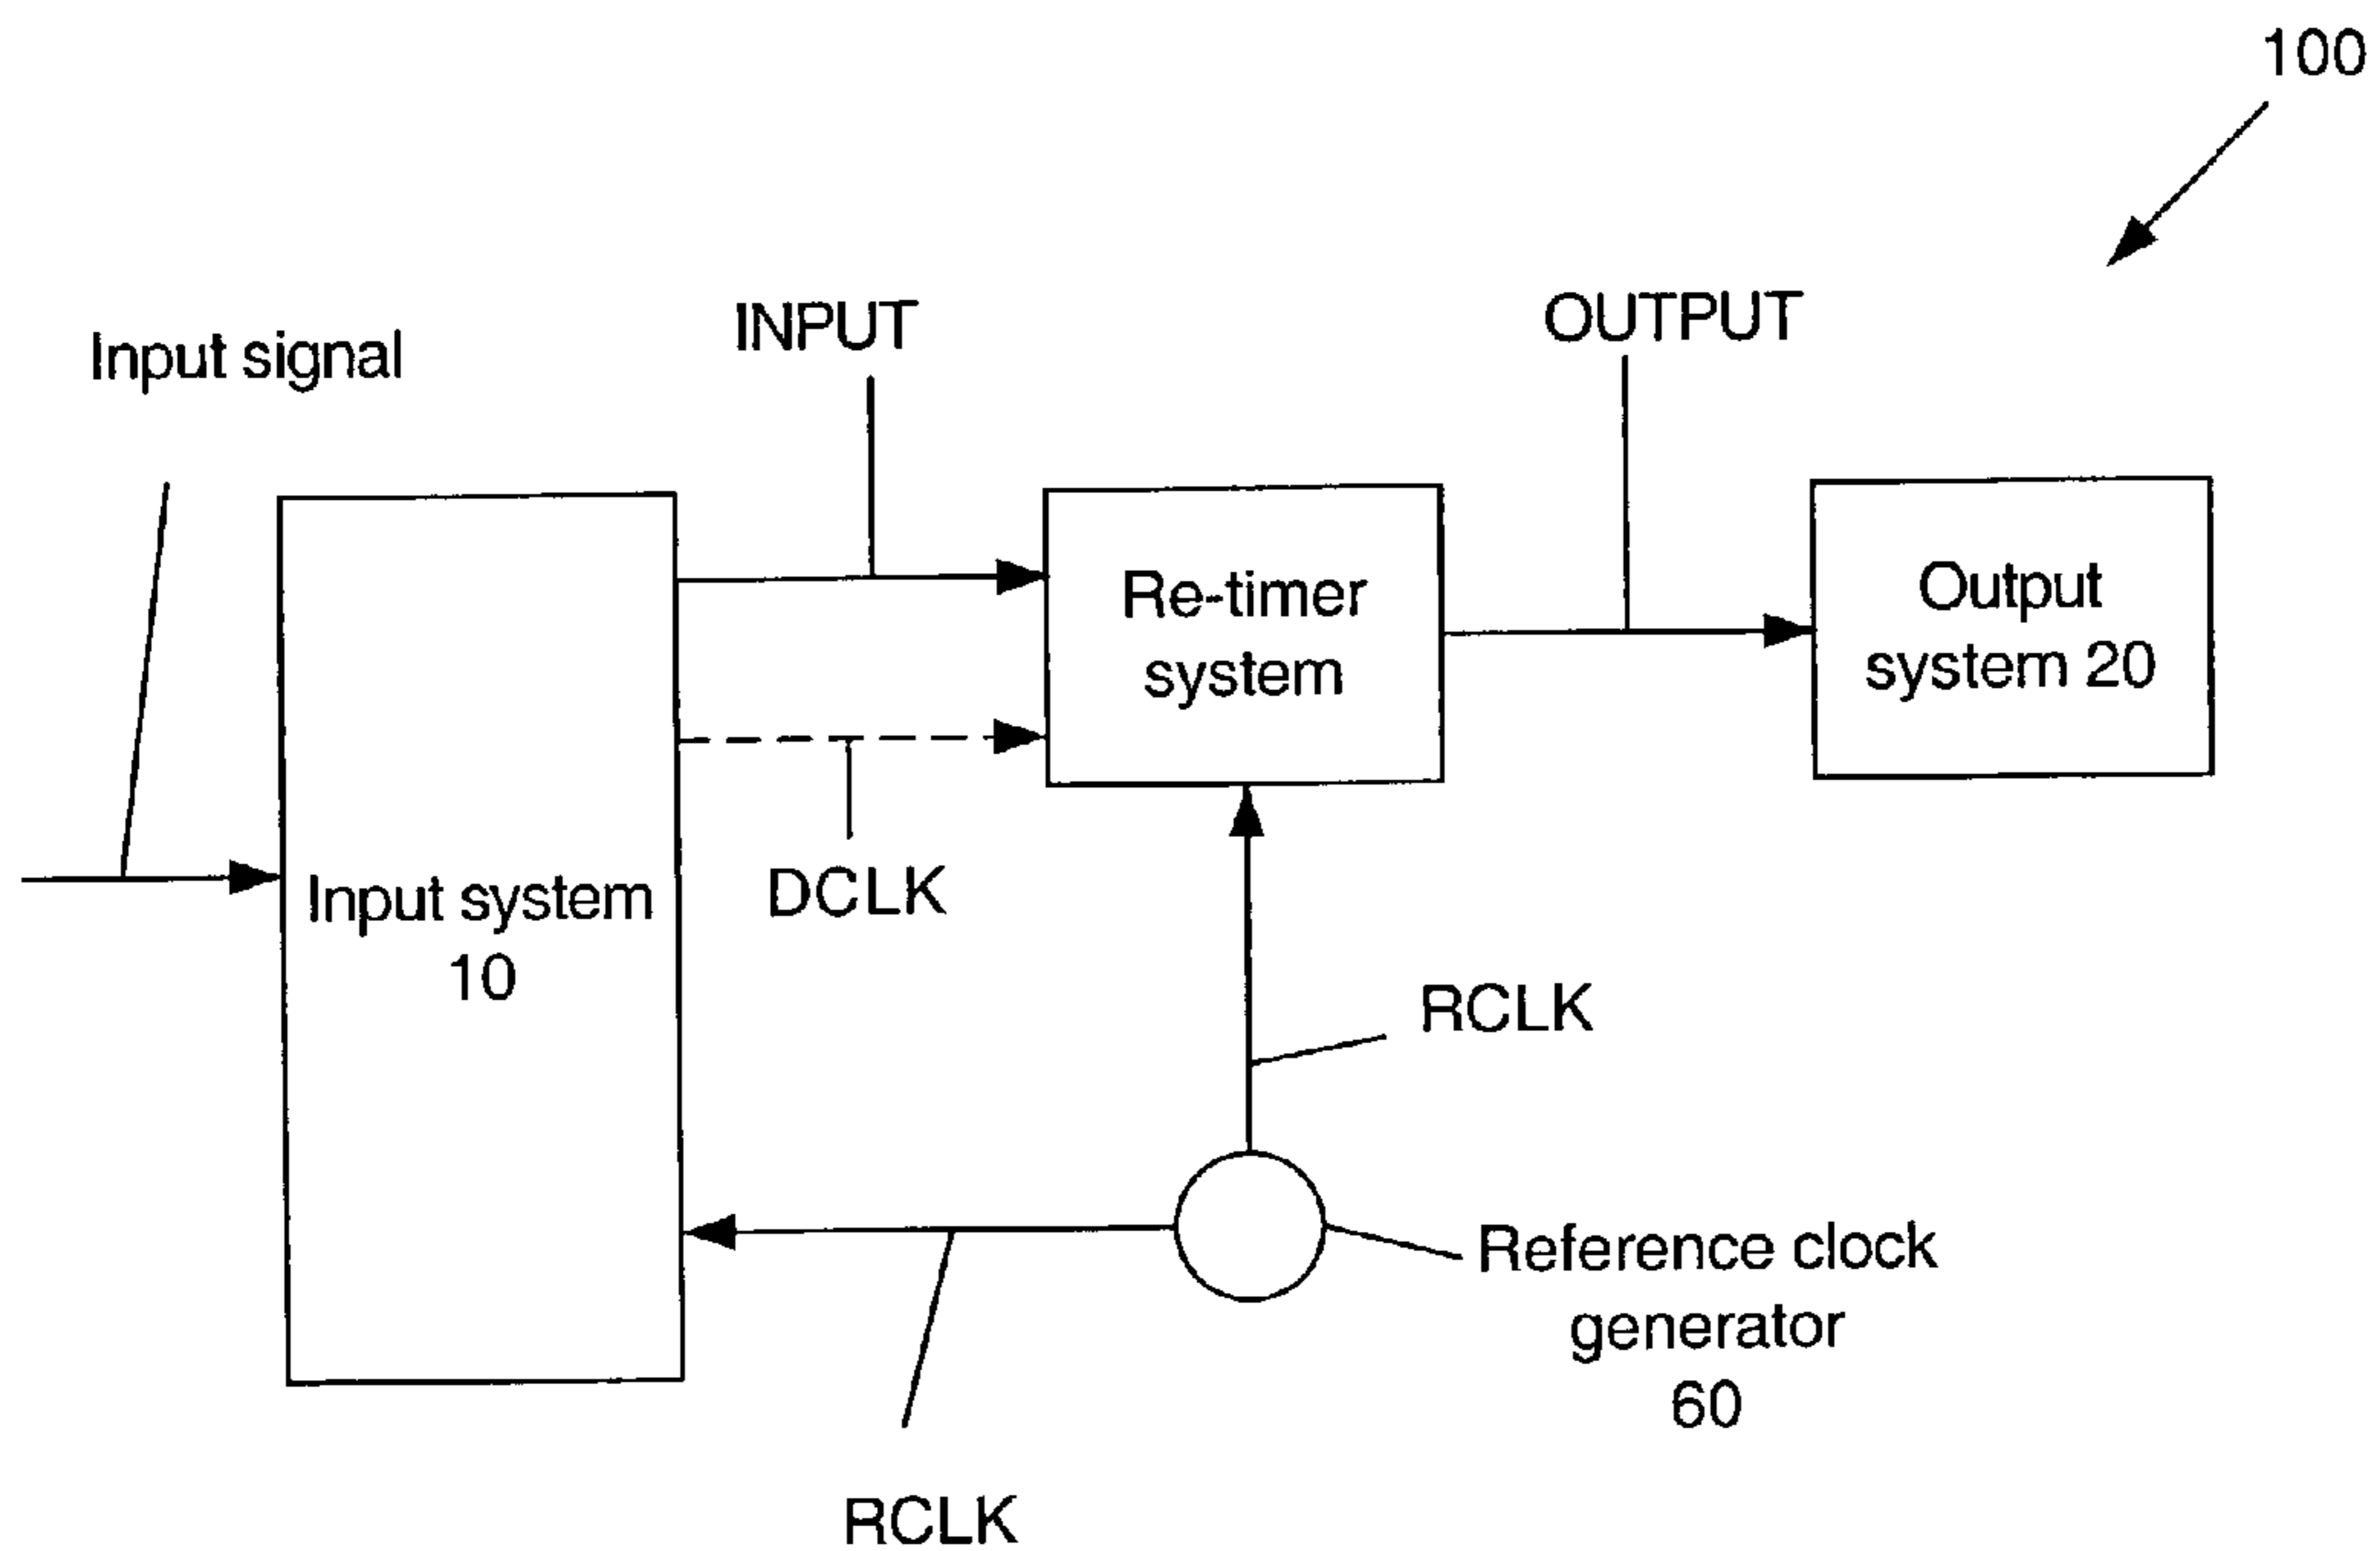 100
INPUT
OUTPUT
Input signal
Re-timer
system
Output
system 20
DCLK
Input system
10
RCLK
Reference clock
generator
60
RCLK